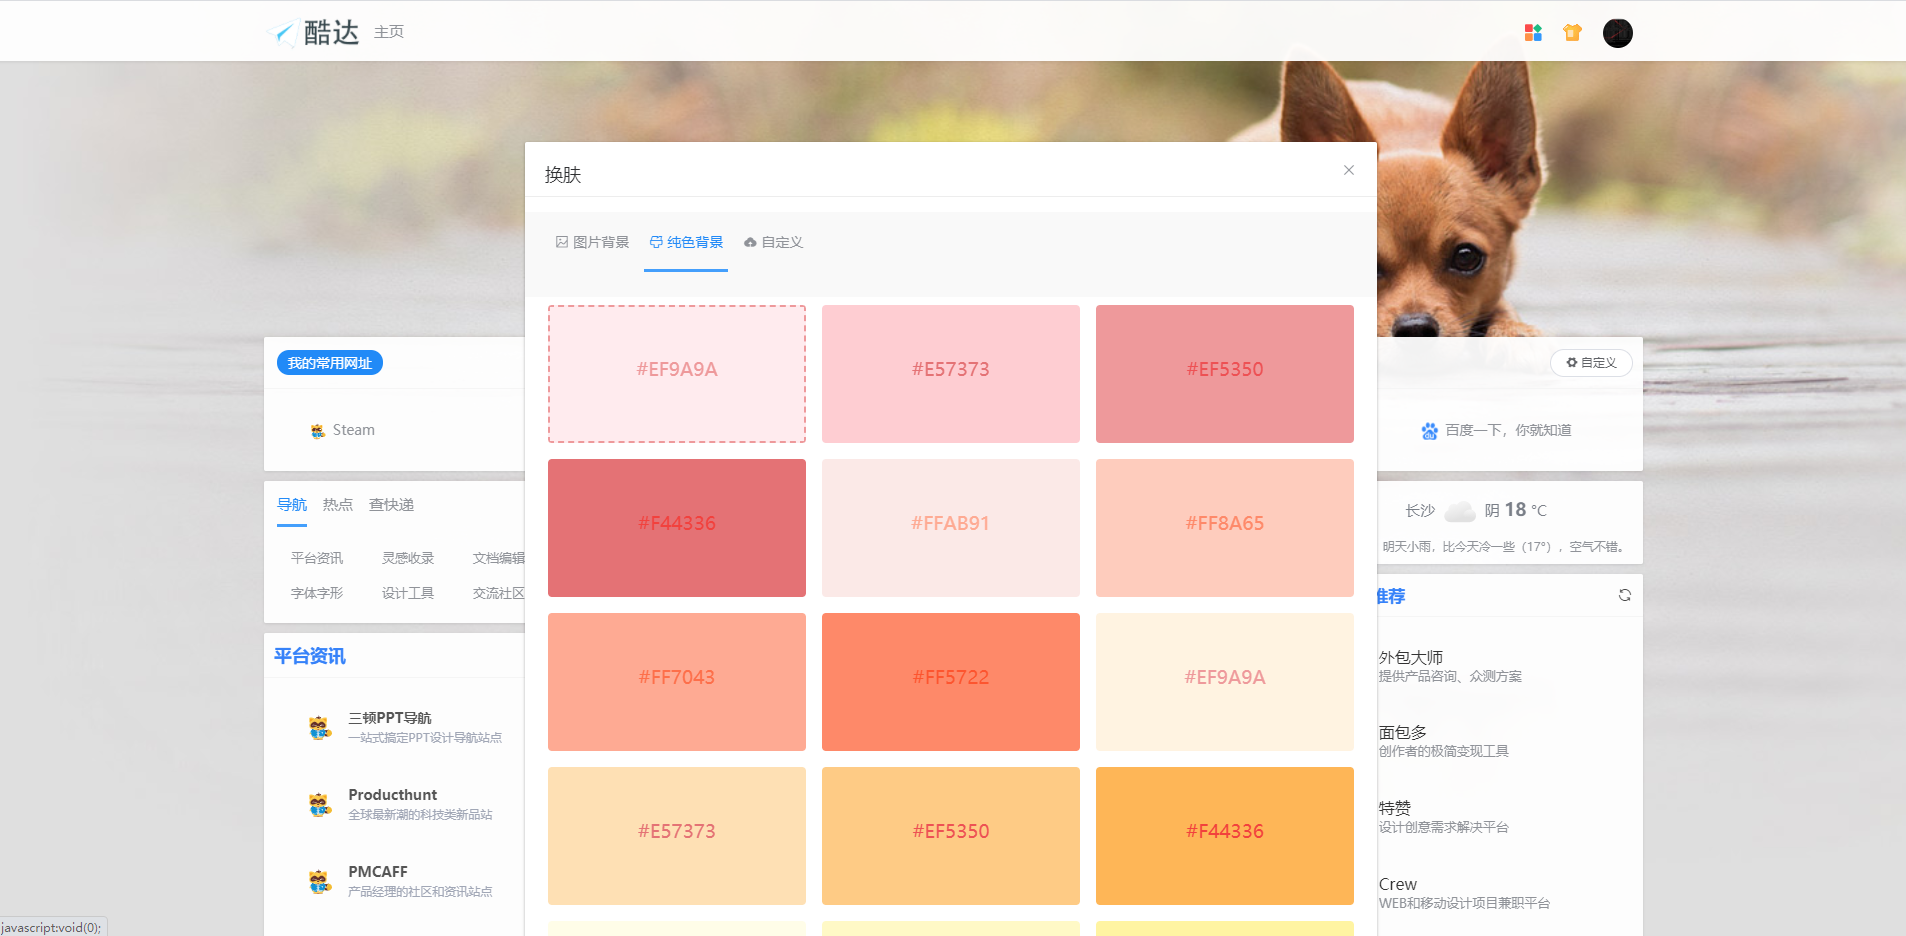 酷达 主页
换肤
图片背景 纯色背景 自定义
#EF9A9A #E57373 #EF5350
#F44336 #FFAB91 #FF8A65
#FF7043 #FF5722 #EF9A9A
#E57373 #EF5350 #F44336
我的常用网址
自定义
Steam
百度一下，你就知道
导航 热点 查快递
平台资讯 灵感收录 文档编辑
字体字形 设计工具 交流社区
长沙 阴 18 °C
明天小雨，比今天冷一些（17°），空气不错。
平台资讯
三顿PPT导航
一站式搞定PPT设计导航站点
Producthunt
全球最新潮的科技类新品站
PMCAFF
产品经理的社区和资讯站点
推荐
外包大师
提供产品咨询、众测方案
面包多
创作者的极简变现工具
特赞
设计创意需求解决平台
Crew
WEB和移动设计项目兼职平台
javascript:void(0);